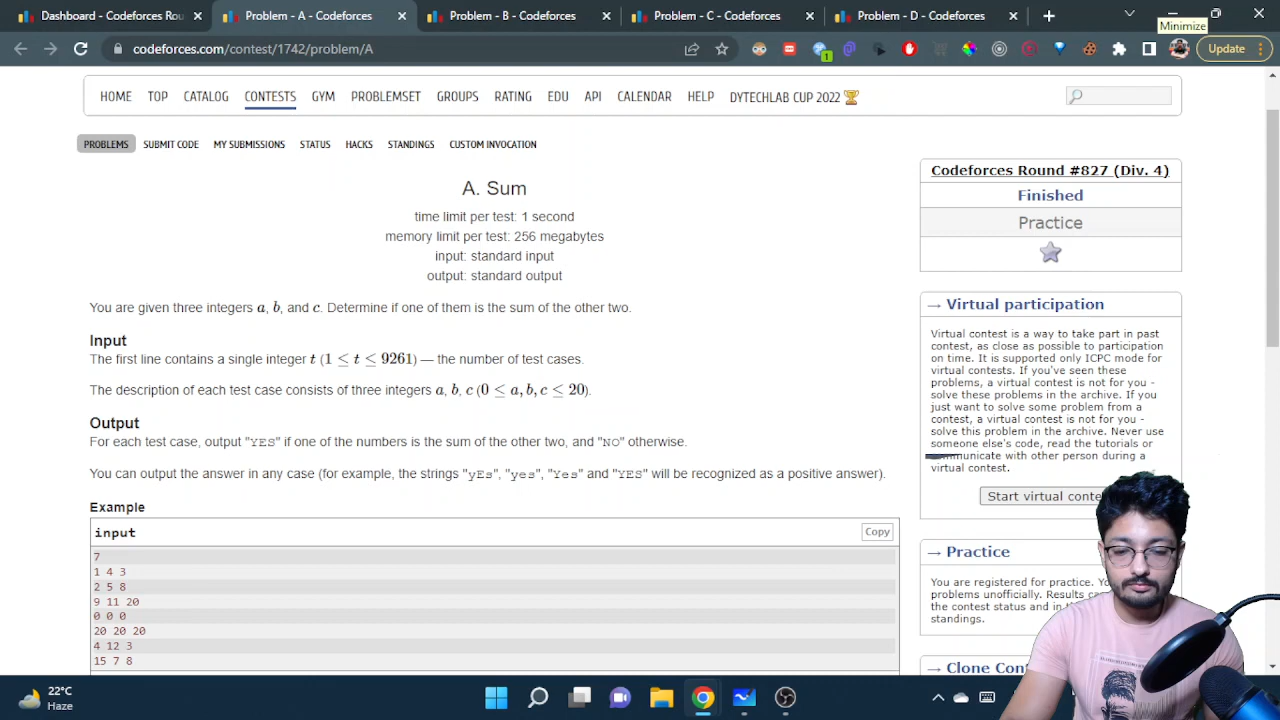 Dashboard - Codeforces Rou
Problem - A - Codeforces
Problem - B - Codeforces
Problem - C - Codeforces
Problem - D - Codeforces
Minimize
codeforces.com/contest/1742/problem/A
1
Update
HOME TOP CATALOG CONTESTS GYM PROBLEMSET GROUPS RATING EDU API CALENDAR HELP DYTECHLAB CUP 2022
PROBLEMS SUBMIT CODE MY SUBMISSIONS STATUS HACKS STANDINGS CUSTOM INVOCATION
A. Sum
time limit per test: 1 second
memory limit per test: 256 megabytes
input: standard input
output: standard output
You are given three integers a, b, and c. Determine if one of them is the sum of the other two.
Input
The first line contains a single integer t (1 ≤ t ≤ 9261) — the number of test cases.
The description of each test case consists of three integers a, b, c (0 ≤ a, b, c ≤ 20).
Output
For each test case, output "YES" if one of the numbers is the sum of the other two, and "NO" otherwise.
You can output the answer in any case (for example, the strings "yEs", "yes", "Yes" and "YES" will be recognized as a positive answer).
Example
input
Copy
7
1 4 3
2 5 8
9 11 20
0 0 0
20 20 20
4 12 3
15 7 8
Codeforces Round #827 (Div. 4)
Finished
Practice
→ Virtual participation
Virtual contest is a way to take part in past
contest, as close as possible to participation
on time. It is supported only ICPC mode for
virtual contests. If you've seen these
problems, a virtual contest is not for you -
solve these problems in the archive. If you
just want to solve some problem from a
contest, a virtual contest is not for you -
solve this problem in the archive. Never use
someone else's code, read the tutorials or
communicate with other person during a
virtual contest.
Start virtual conte
→ Practice
You are registered for practice. Yo
problems unofficially. Results ca
the contest status and in th
standings.
→ Clone Con
22°C
Haze